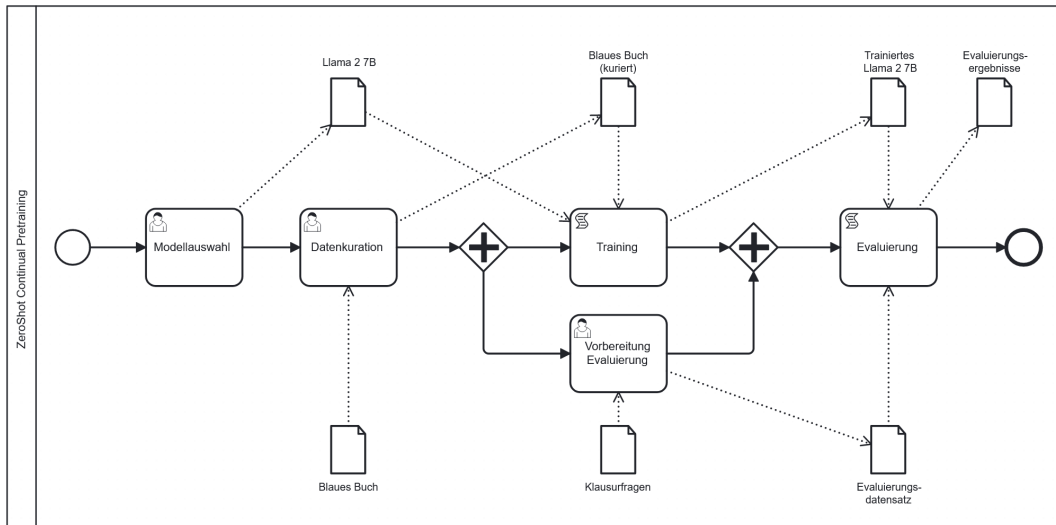 ZeroShot Continual Pretraining
Llama 2 7B
Blaues Buch
(kuriert)
Trainiertes
Llama 2 7B
Evaluierungs-
ergebnisse
Modellauswahl
Datenkuration
Training
Evaluierung
Vorbereitung
Evaluierung
Blaues Buch
Klausurfragen
Evaluierungs-
datensatz